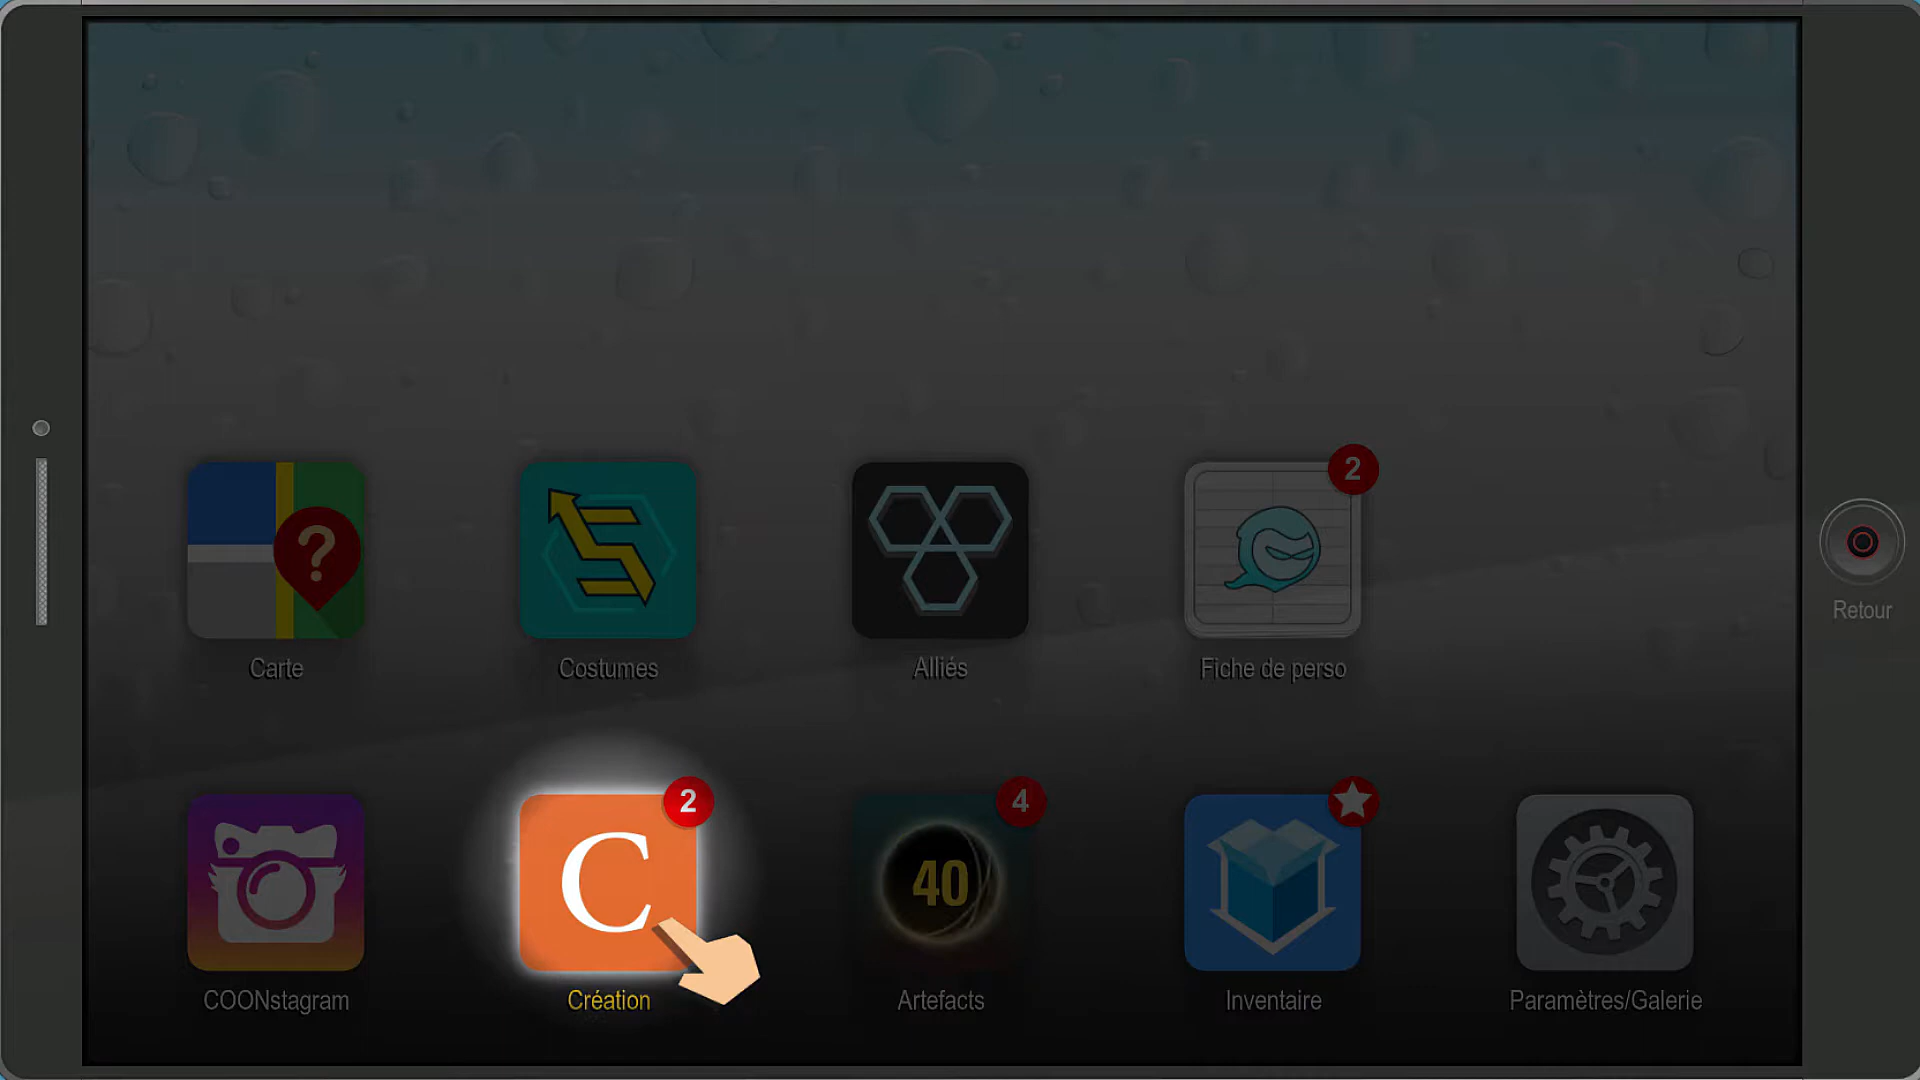 2
Carte
Costumes
Alliés
Fiche de perso
Retour
2
4
C
40
COONstagram
Création
Artefacts
Inventaire
Paramètres/Galerie